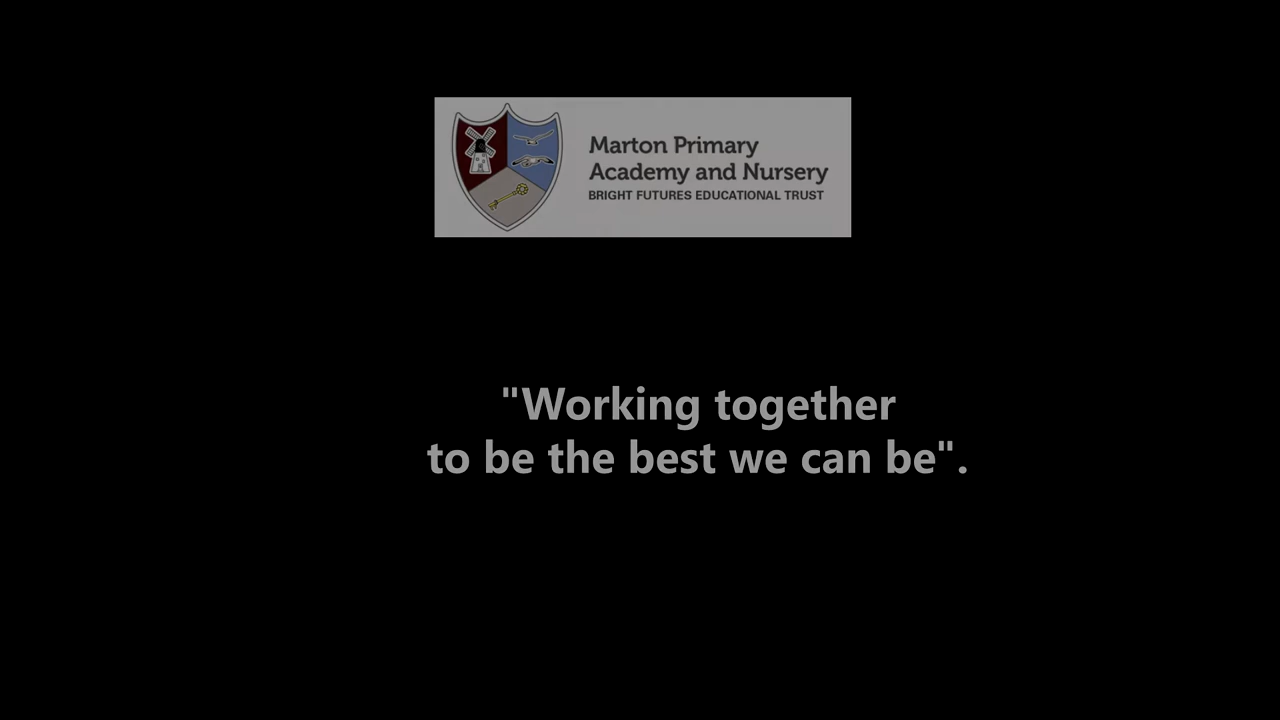 Marton Primary
Academy and Nursery
BRIGHT FUTURES EDUCATIONAL TRUST
"Working together
to be the best we can be".